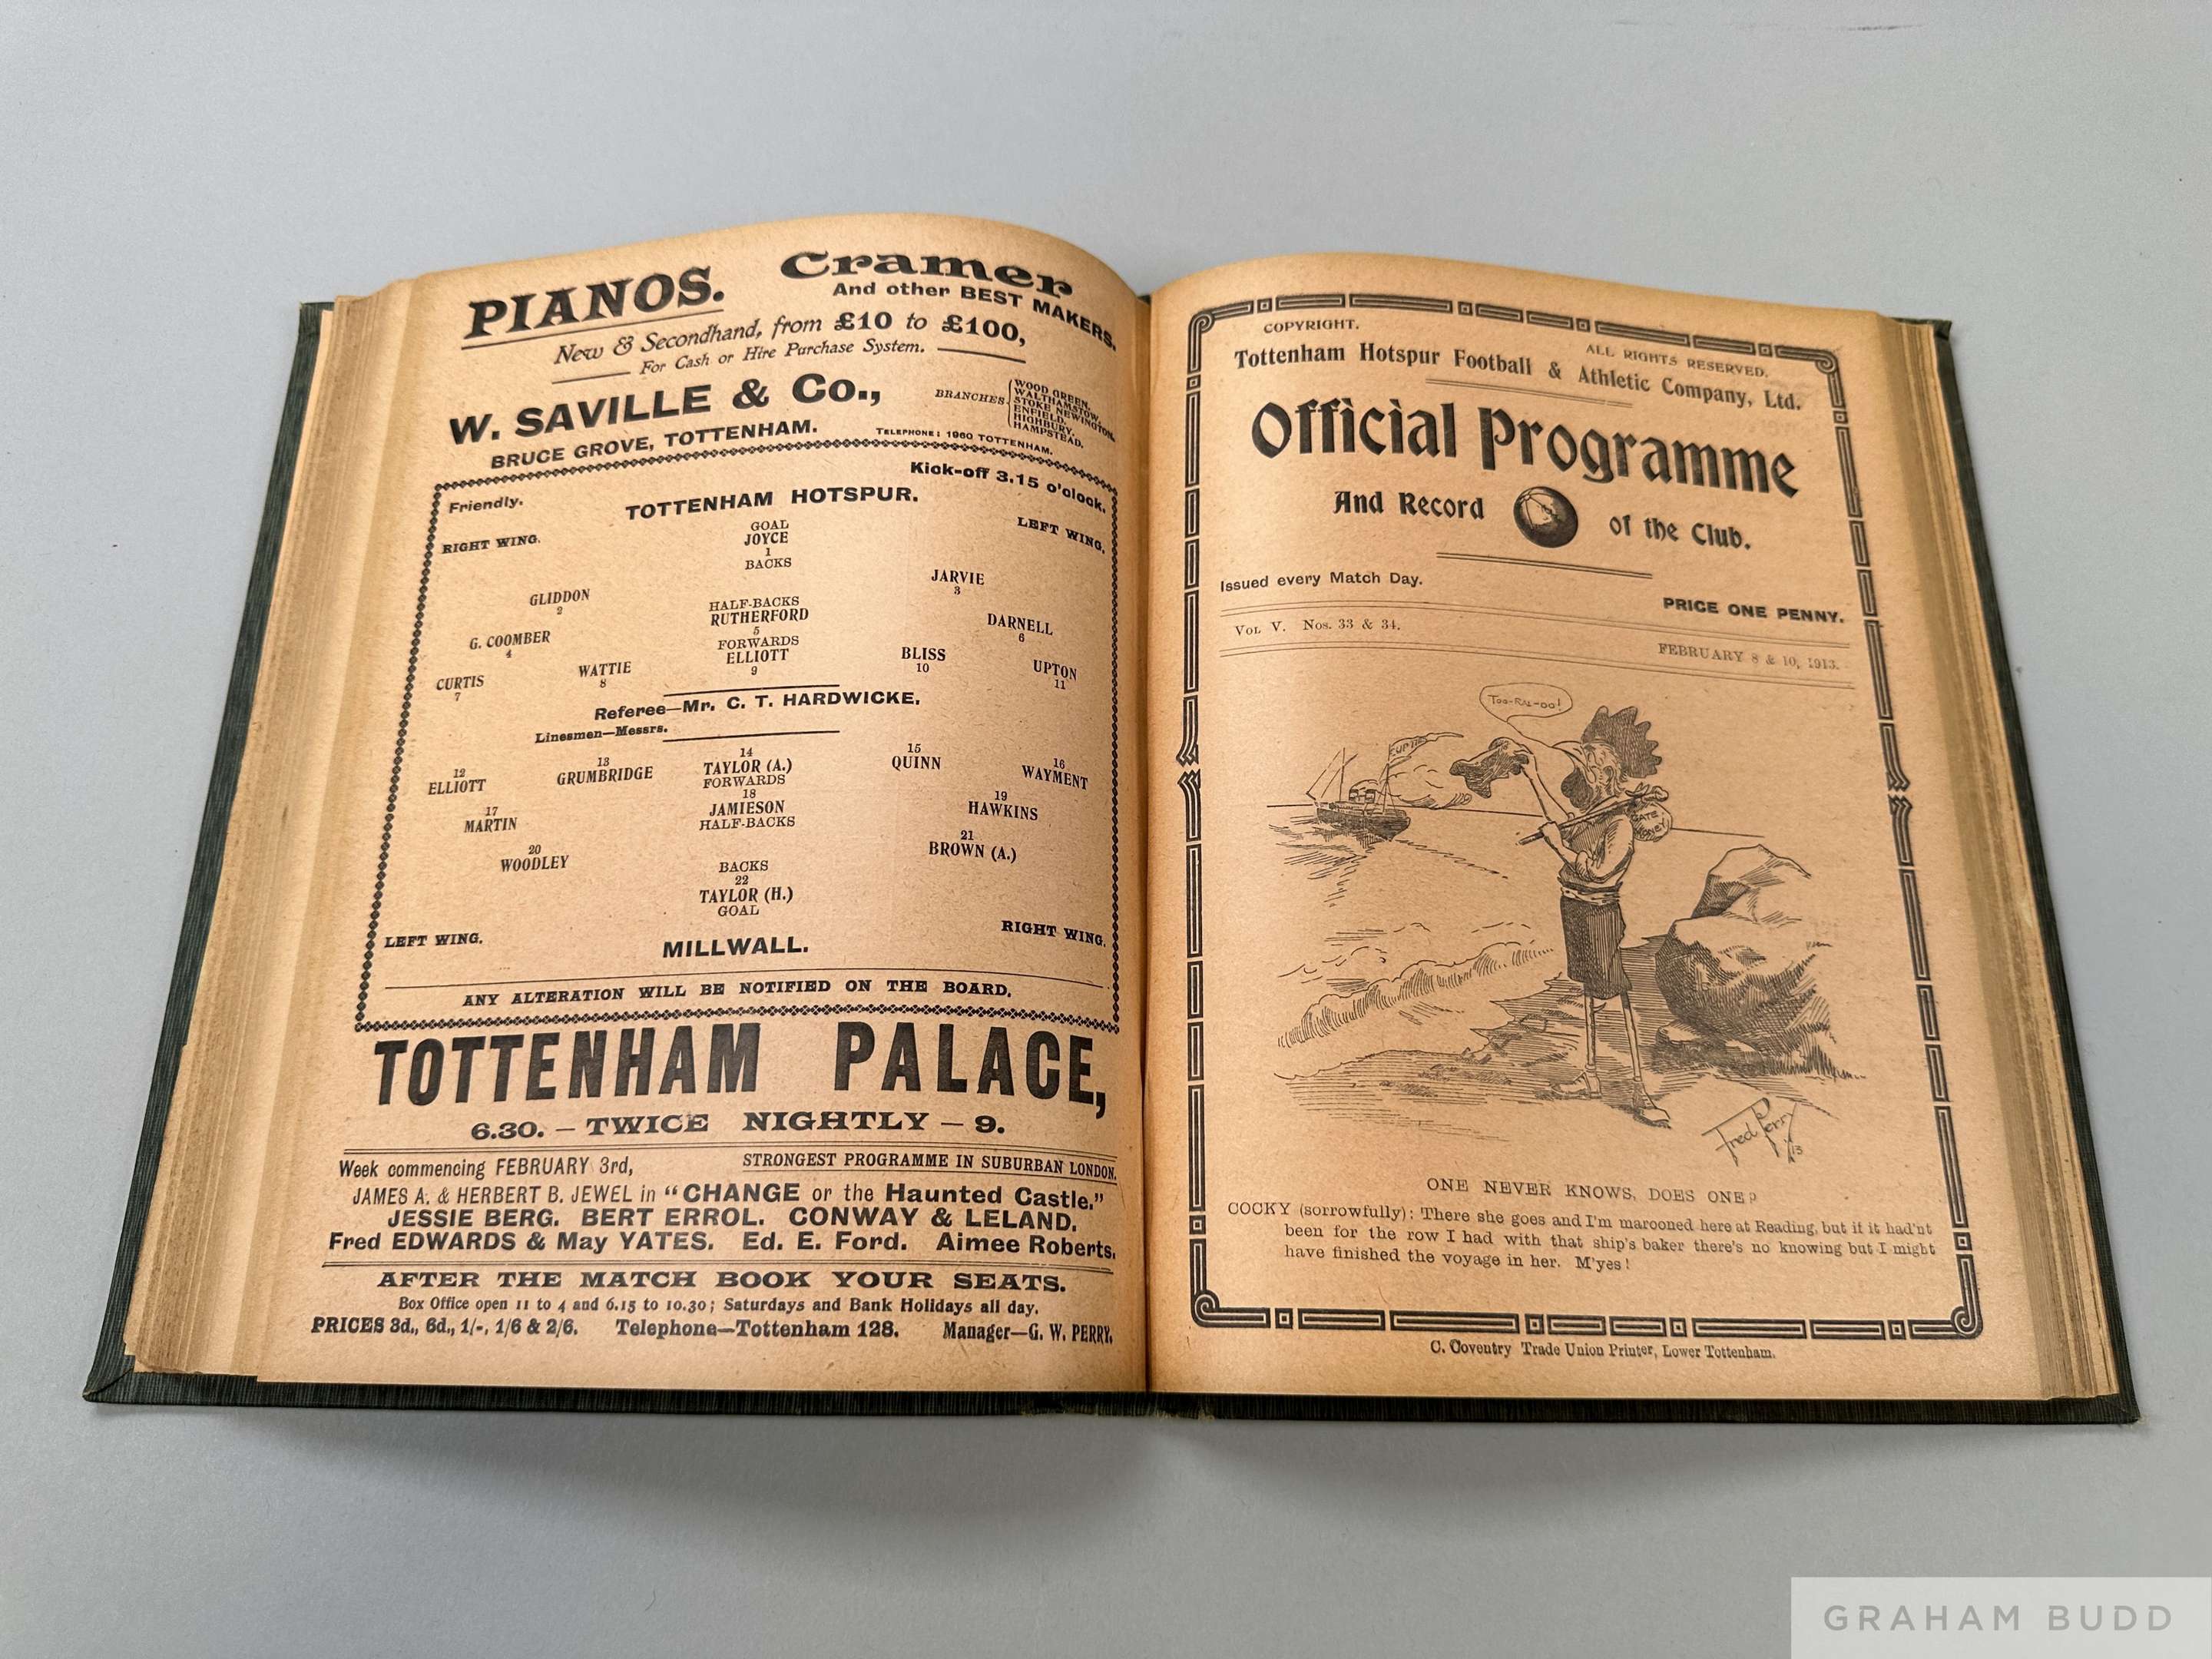 PIANOS. Cramer
And other BEST MAKERS.
New & Secondhand, from £10 to £100,
For Cash or Hire Purchase System.
W. SAVILLE & Co.,
BRUCE GROVE, TOTTENHAM.
BRANCHES
WOOD GREEN.
WALTHAMSTOW.
STOKE NEWINGTON.
ENFIELD.
HIGHBURY.
HAMPSTEAD.
TELEPHONE: 1960 TOTTENHAM.
Friendly. Kick-off 3.15 o'clock.
TOTTENHAM HOTSPUR.
RIGHT WING. GOAL LEFT WING.
JOYCE
1
BACKS
GLIDDON JARVIE
2 3
HALF-BACKS
G. COOMBER RUTHERFORD DARNELL
4 5 6
FORWARDS
CURTIS WATTIE ELLIOTT BLISS UPTON
7 8 9 10 11
Referee—Mr. C. T. HARDWICKE.
Linesmen—Messrs.
12 13 14 15 16
ELLIOTT GRUMBRIDGE TAYLOR (A.) QUINN WAYMENT
FORWARDS
17 18 19
MARTIN JAMIESON HAWKINS
HALF-BACKS
20 21
WOODLEY BROWN (A.)
BACKS
22
TAYLOR (H.)
GOAL
LEFT WING. MILLWALL. RIGHT WING.
ANY ALTERATION WILL BE NOTIFIED ON THE BOARD.
TOTTENHAM PALACE,
6.30. – TWICE NIGHTLY – 9.
Week commencing FEBRUARY 3rd, STRONGEST PROGRAMME IN SUBURBAN LONDON.
JAMES A. & HERBERT B. JEWEL in "CHANGE or the Haunted Castle."
JESSIE BERG. BERT ERROL. CONWAY & LELAND.
Fred EDWARDS & May YATES. Ed. E. Ford. Aimee Roberts.
AFTER THE MATCH BOOK YOUR SEATS.
Box Office open 11 to 4 and 6.15 to 10.30; Saturdays and Bank Holidays all day.
PRICES 3d., 6d., 1/-, 1/6 & 2/6. Telephone—Tottenham 128. Manager—G. W. PERRY.
COPYRIGHT. ALL RIGHTS RESERVED.
Tottenham Hotspur Football & Athletic Company, Ltd.
Official Programme
And Record of the Club.
Issued every Match Day. PRICE ONE PENNY.
VOL V. Nos. 33 & 34. FEBRUARY 8 & 10, 1913.
TOO-RAL-OO!
GATE
MONEY
Fred Perry
13
ONE NEVER KNOWS, DOES ONE?
COCKY (sorrowfully): There she goes and I'm marooned here at Reading, but if it had'nt
been for the row I had with that ship's baker there's no knowing but I might
have finished the voyage in her. M'yes!
C. Coventry Trade Union Printer, Lower Tottenham.
GRAHAM BUDD